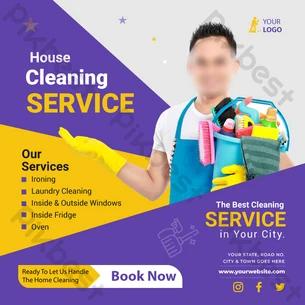 YOUR
LOGO
House
Cleaning
SERVICE
Our
Services
Ironing
Laundry Cleaning
Inside & Outside Windows
Inside Fridge
Oven
The Best Cleaning
SERVICE
in Your City.
YOUR STATE, ROAD NO.
CITY & TOWN GOES HERE
www.yourwebsite.com
Ready To Let Us Handle
The Home Cleaning
Book Now
pikbest